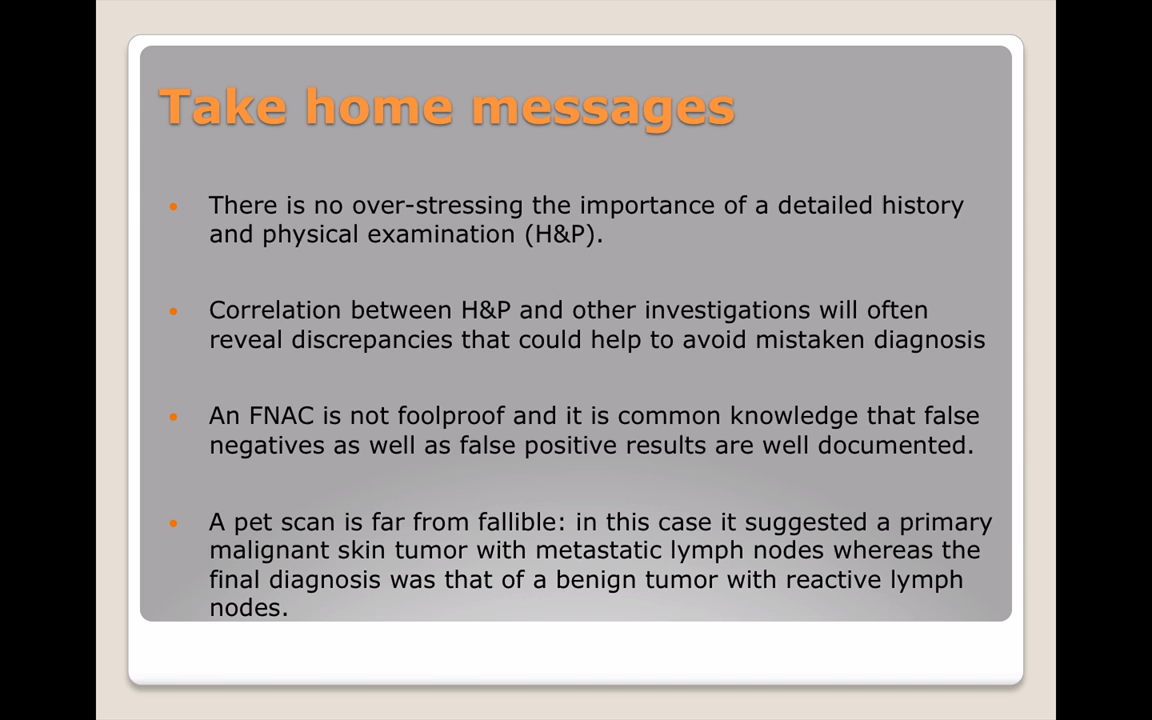 Take home messages
• There is no over-stressing the importance of a detailed history
and physical examination (H&P).
• Correlation between H&P and other investigations will often
reveal discrepancies that could help to avoid mistaken diagnosis
• An FNAC is not foolproof and it is common knowledge that false
negatives as well as false positive results are well documented.
• A pet scan is far from fallible: in this case it suggested a primary
malignant skin tumor with metastatic lymph nodes whereas the
final diagnosis was that of a benign tumor with reactive lymph
nodes.